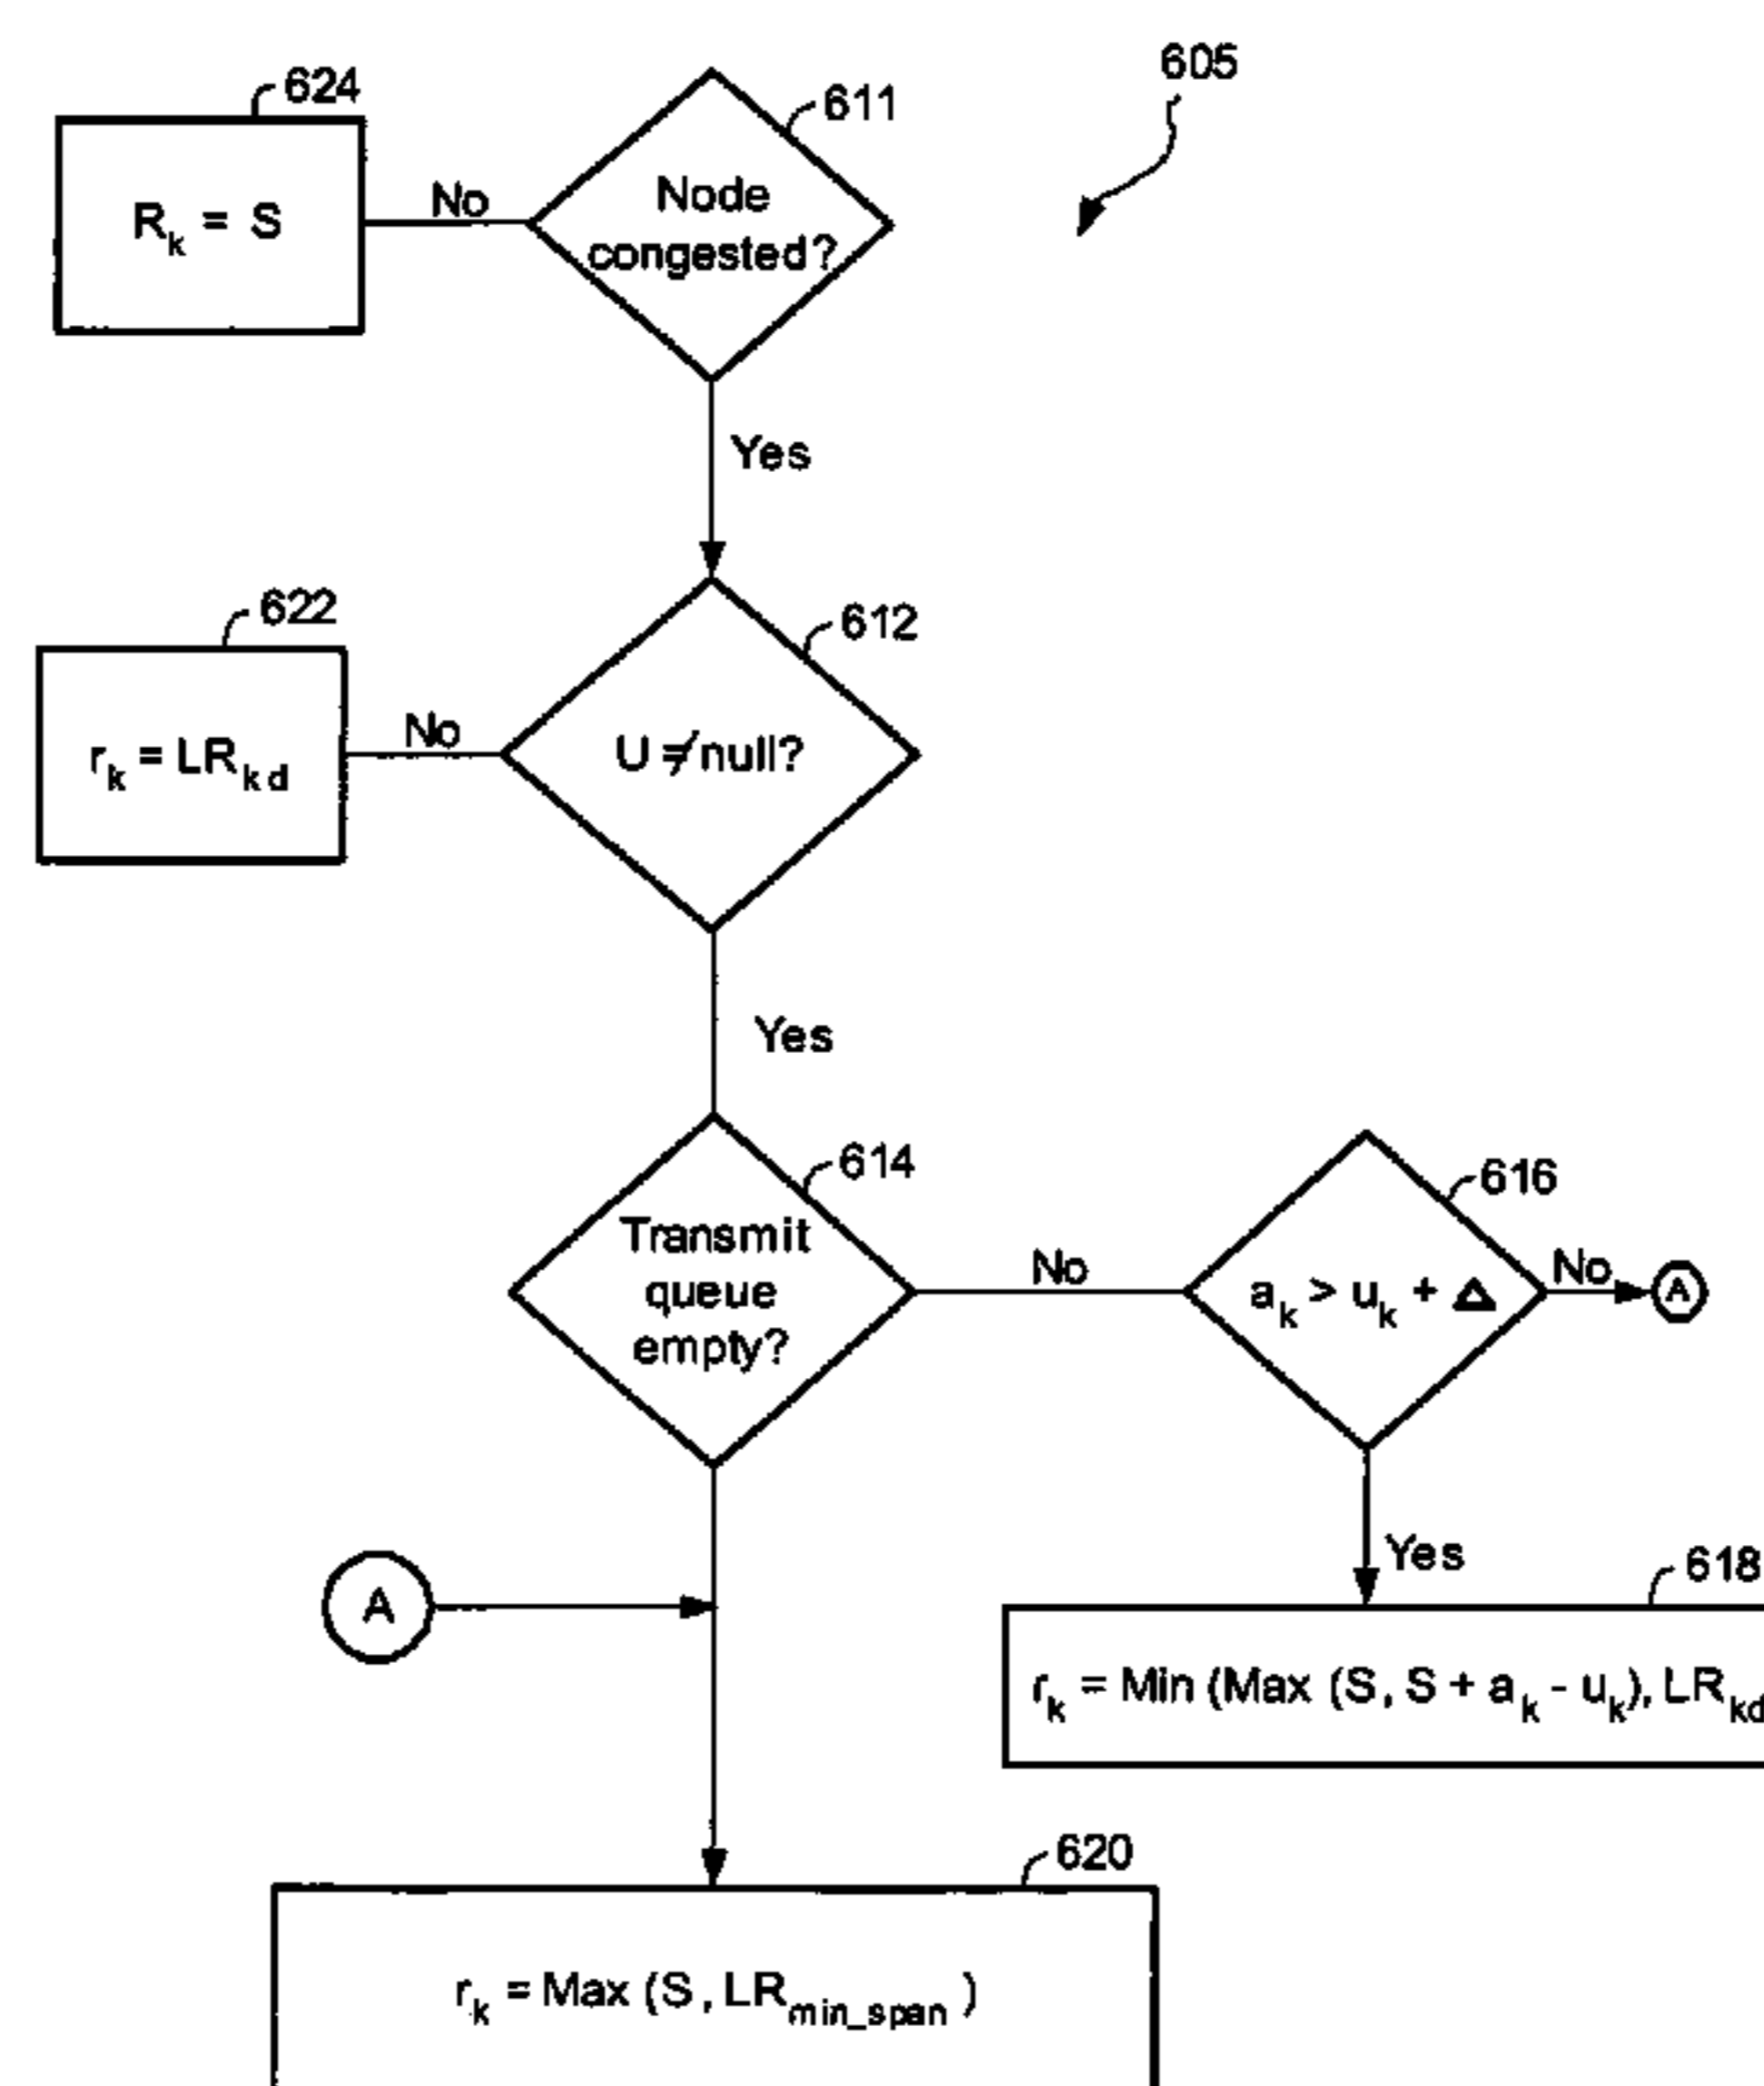 605
624
611
R_k = S
No
Node
congested?
Yes
622
612
r_k = LR_kd
No
U ≠ null?
Yes
614
616
Transmit
queue
empty?
No
a_k > u_k + Δ
No
A
Yes
618
A
r_k = Min (Max (S, S + a_k - u_k), LR_kd
620
r_k = Max (S, LR_min_span)